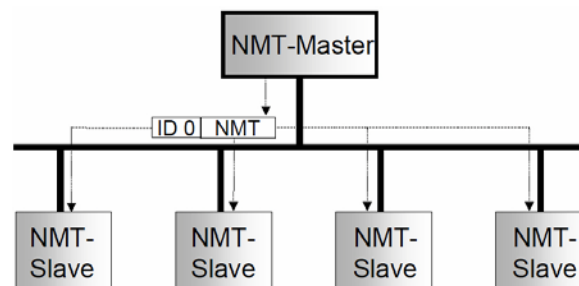 NMT-Master
ID 0 NMT
NMT-
Slave
NMT-
Slave
NMT-
Slave
NMT-
Slave